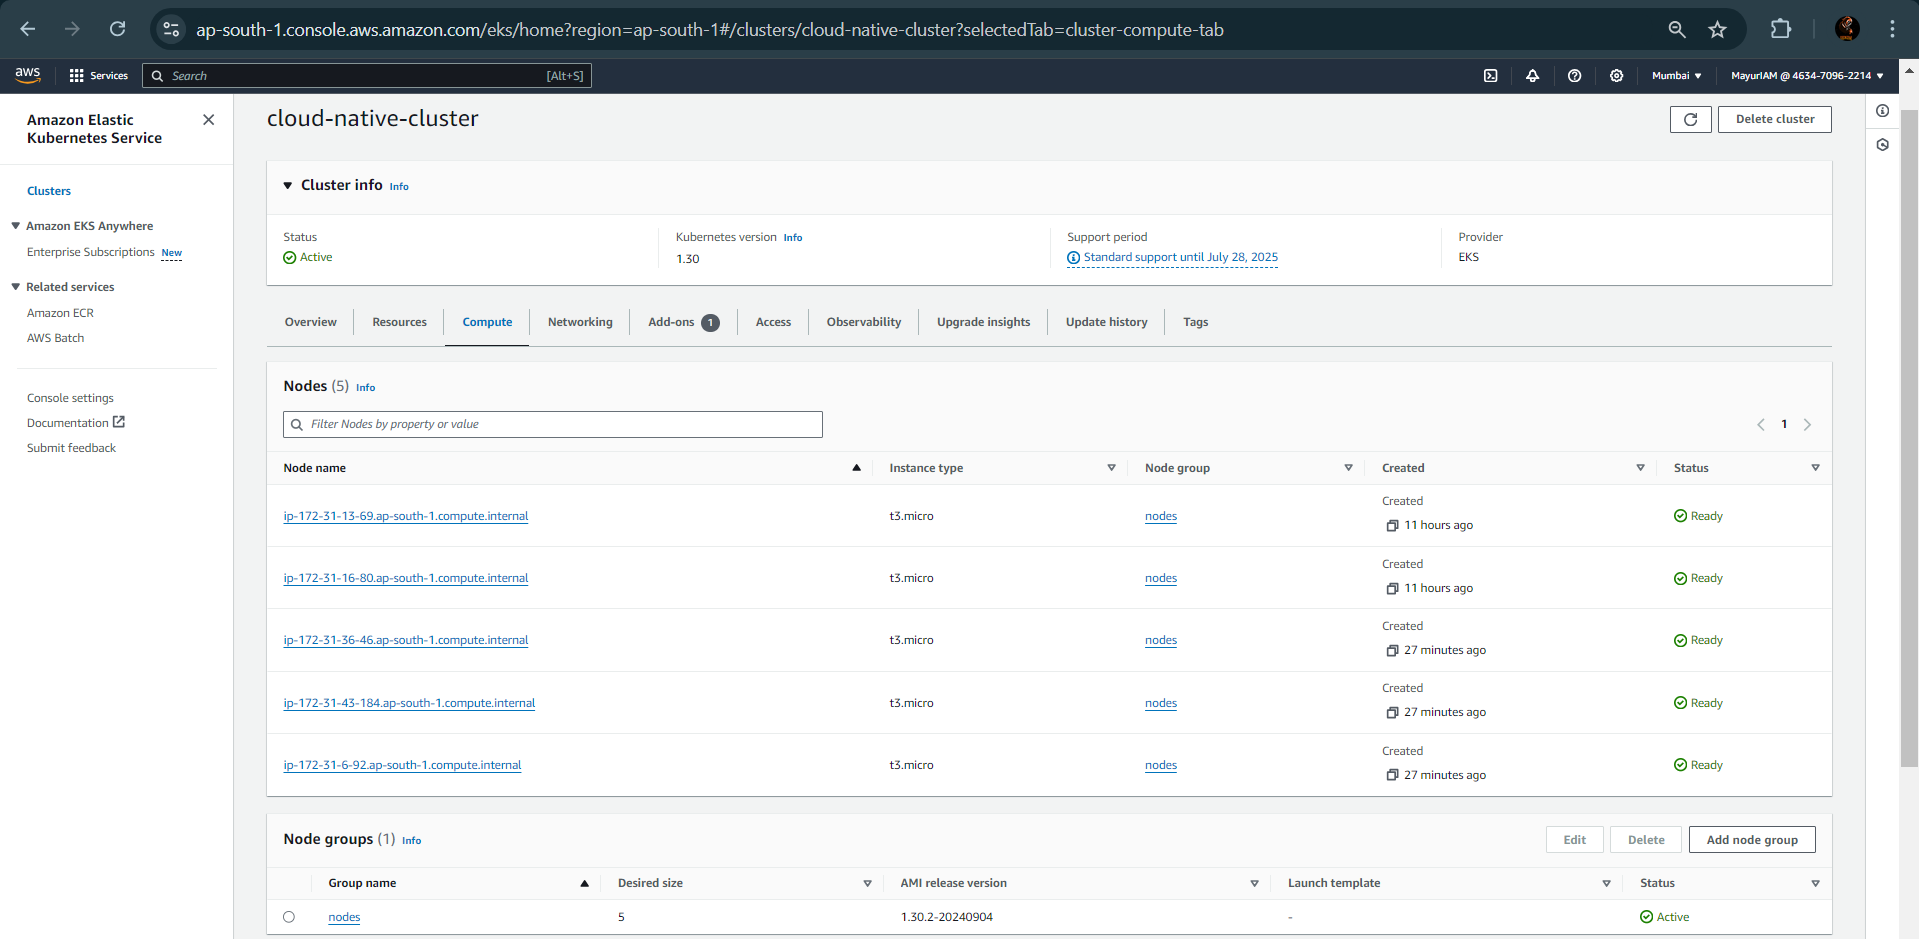 ap-south-1.console.aws.amazon.com/eks/home?region=ap-south-1#/clusters/cloud-native-cluster?selectedTab=cluster-compute-tab
aws Services Search [Alt+S] Mumbai MayurIAM @ 4634-7096-2214
Amazon Elastic
Kubernetes Service
Clusters
Amazon EKS Anywhere
Enterprise Subscriptions New
Related services
Amazon ECR
AWS Batch
Console settings
Documentation
Submit feedback
cloud-native-cluster
Delete cluster
Cluster info Info
Status Kubernetes version Info Support period Provider
Active 1.30 Standard support until July 28, 2025 EKS
Overview Resources Compute Networking Add-ons 1 Access Observability Upgrade insights Update history Tags
Nodes (5) Info
Filter Nodes by property or value
1
Node name Instance type Node group Created Status
ip-172-31-13-69.ap-south-1.compute.internal t3.micro nodes Created 11 hours ago Ready
ip-172-31-16-80.ap-south-1.compute.internal t3.micro nodes Created 11 hours ago Ready
ip-172-31-36-46.ap-south-1.compute.internal t3.micro nodes Created 27 minutes ago Ready
ip-172-31-43-184.ap-south-1.compute.internal t3.micro nodes Created 27 minutes ago Ready
ip-172-31-6-92.ap-south-1.compute.internal t3.micro nodes Created 27 minutes ago Ready
Node groups (1) Info
Edit Delete Add node group
Group name Desired size AMI release version Launch template Status
nodes 5 1.30.2-20240904 - Active